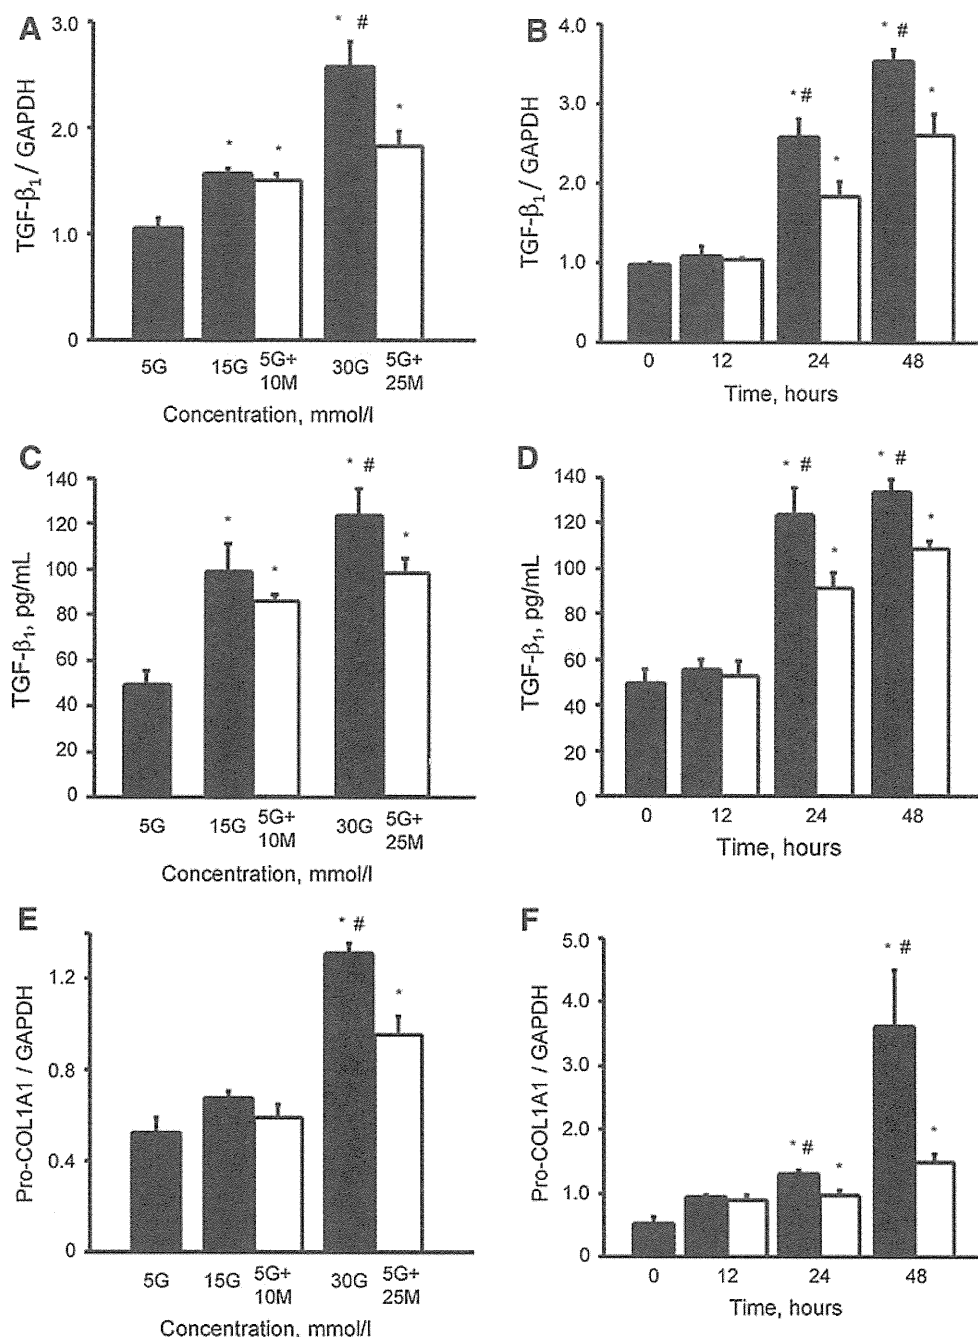 A
TGF-β1 / GAPDH
3.0
2.0
1.0
0
* * * # *
5G 15G 5G+ 10M 30G 5G+ 25M
Concentration, mmol/l
B
TGF-β1 / GAPDH
4.0
3.0
2.0
1.0
0
* # * * # *
0 12 24 48
Time, hours
C
TGF-β1, pg/mL
140
120
100
80
60
40
20
0
* * * # *
5G 15G 5G+ 10M 30G 5G+ 25M
Concentration, mmol/l
D
TGF-β1, pg/mL
140
120
100
80
60
40
20
0
* # * * # *
0 12 24 48
Time, hours
E
Pro-COL1A1 / GAPDH
1.2
0.8
0.4
0
* # *
5G 15G 5G+ 10M 30G 5G+ 25M
Concentration, mmol/l
F
Pro-COL1A1 / GAPDH
5.0
4.0
3.0
2.0
1.0
0
* # * * # *
0 12 24 48
Time, hours